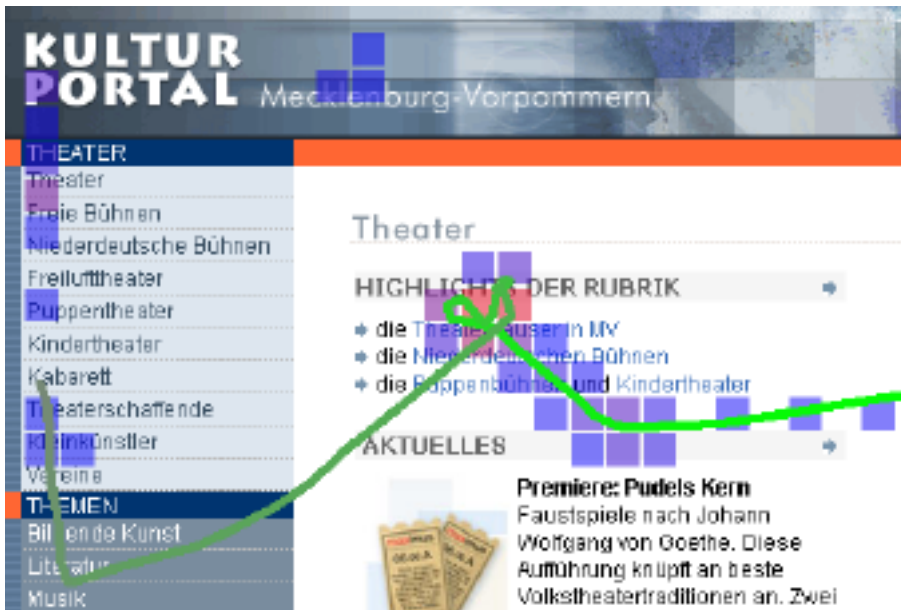 KULTUR
PORTAL Mecklenburg-Vorpommern
THEATER
Theater
Freie Bühnen
Niederdeutsche Bühnen
Freilufttheater
Puppentheater
Kindertheater
Kabarett
Theaterschaffende
Kleinkünstler
Vereine
THEMEN
Bildende Kunst
Literatur
Musik
Theater
HIGHLIGHTS DER RUBRIK
die Theaterhäuser in MV
die Niederdeutschen Bühnen
die Puppenbühnen und Kindertheater
AKTUELLES
Premiere: Pudels Kern
Faustspiele nach Johann
Wolfgang von Goethe. Diese
Aufführung knüpft an beste
Volkstheatertraditionen an. Zwei